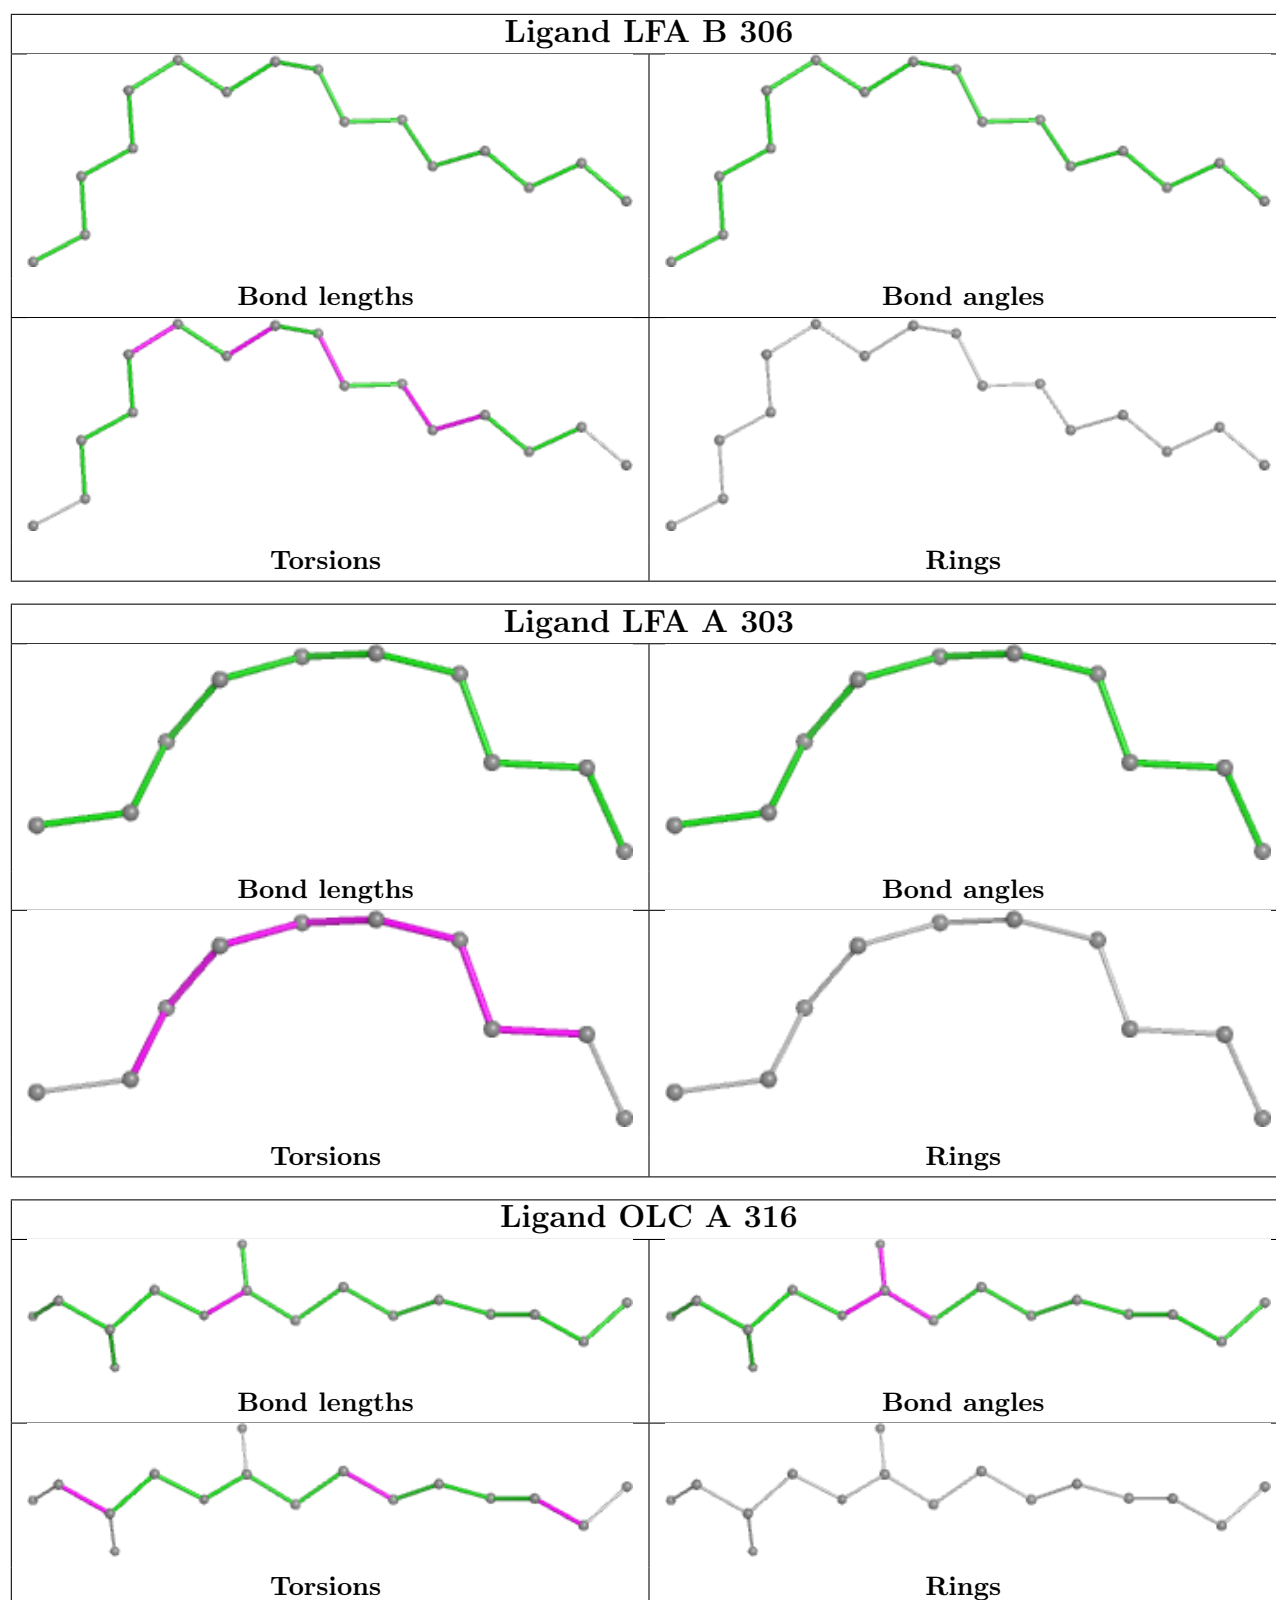 Ligand LFA B 306
Bond lengths
Bond angles
Torsions
Rings
Ligand LFA A 303
Bond lengths
Bond angles
Torsions
Rings
Ligand OLC A 316
Bond lengths
Bond angles
Torsions
Rings